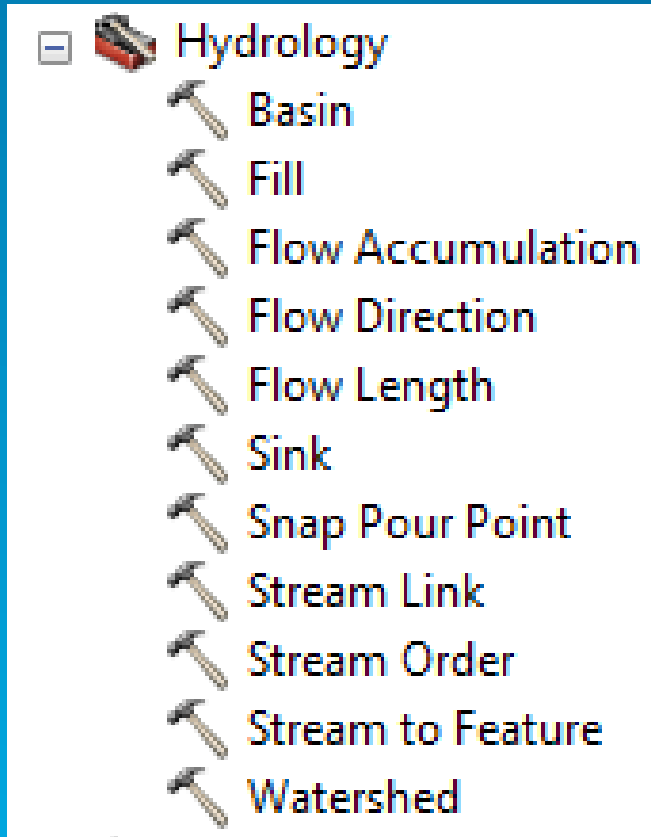 Hydrology
Basin
Fill
Flow Accumulation
Flow Direction
Flow Length
Sink
Snap Pour Point
Stream Link
Stream Order
Stream to Feature
Watershed